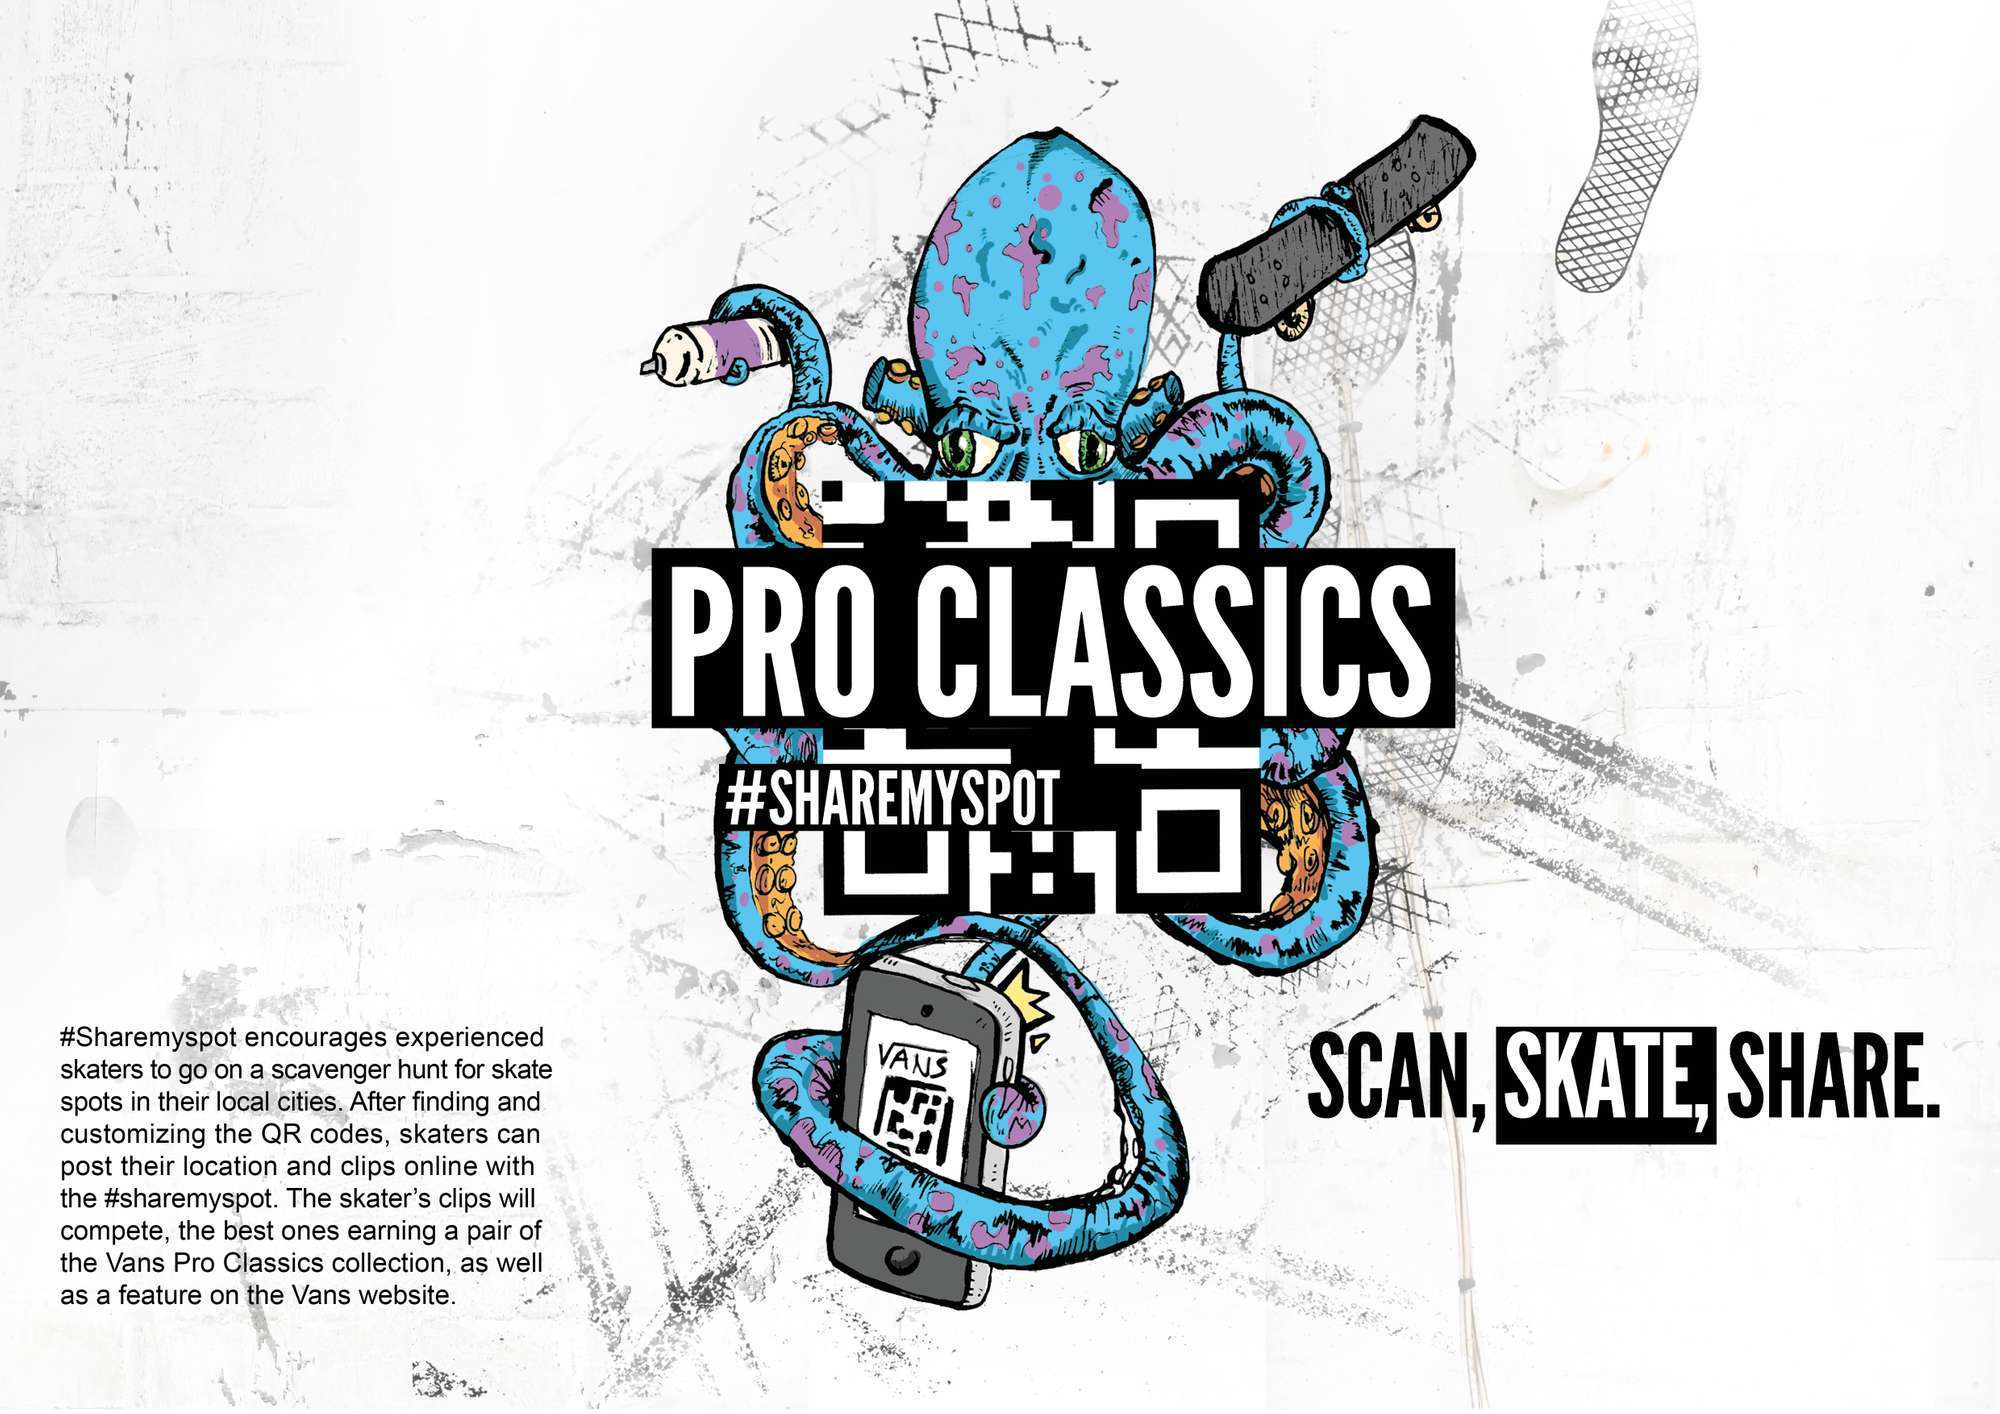 PRO CLASSICS
#SHAREMYSPOT
VANS
SCAN, SKATE, SHARE.
#Sharemyspot encourages experienced
skaters to go on a scavenger hunt for skate
spots in their local cities. After finding and
customizing the QR codes, skaters can
post their location and clips online with
the #sharemyspot. The skater’s clips will
compete, the best ones earning a pair of
the Vans Pro Classics collection, as well
as a feature on the Vans website.